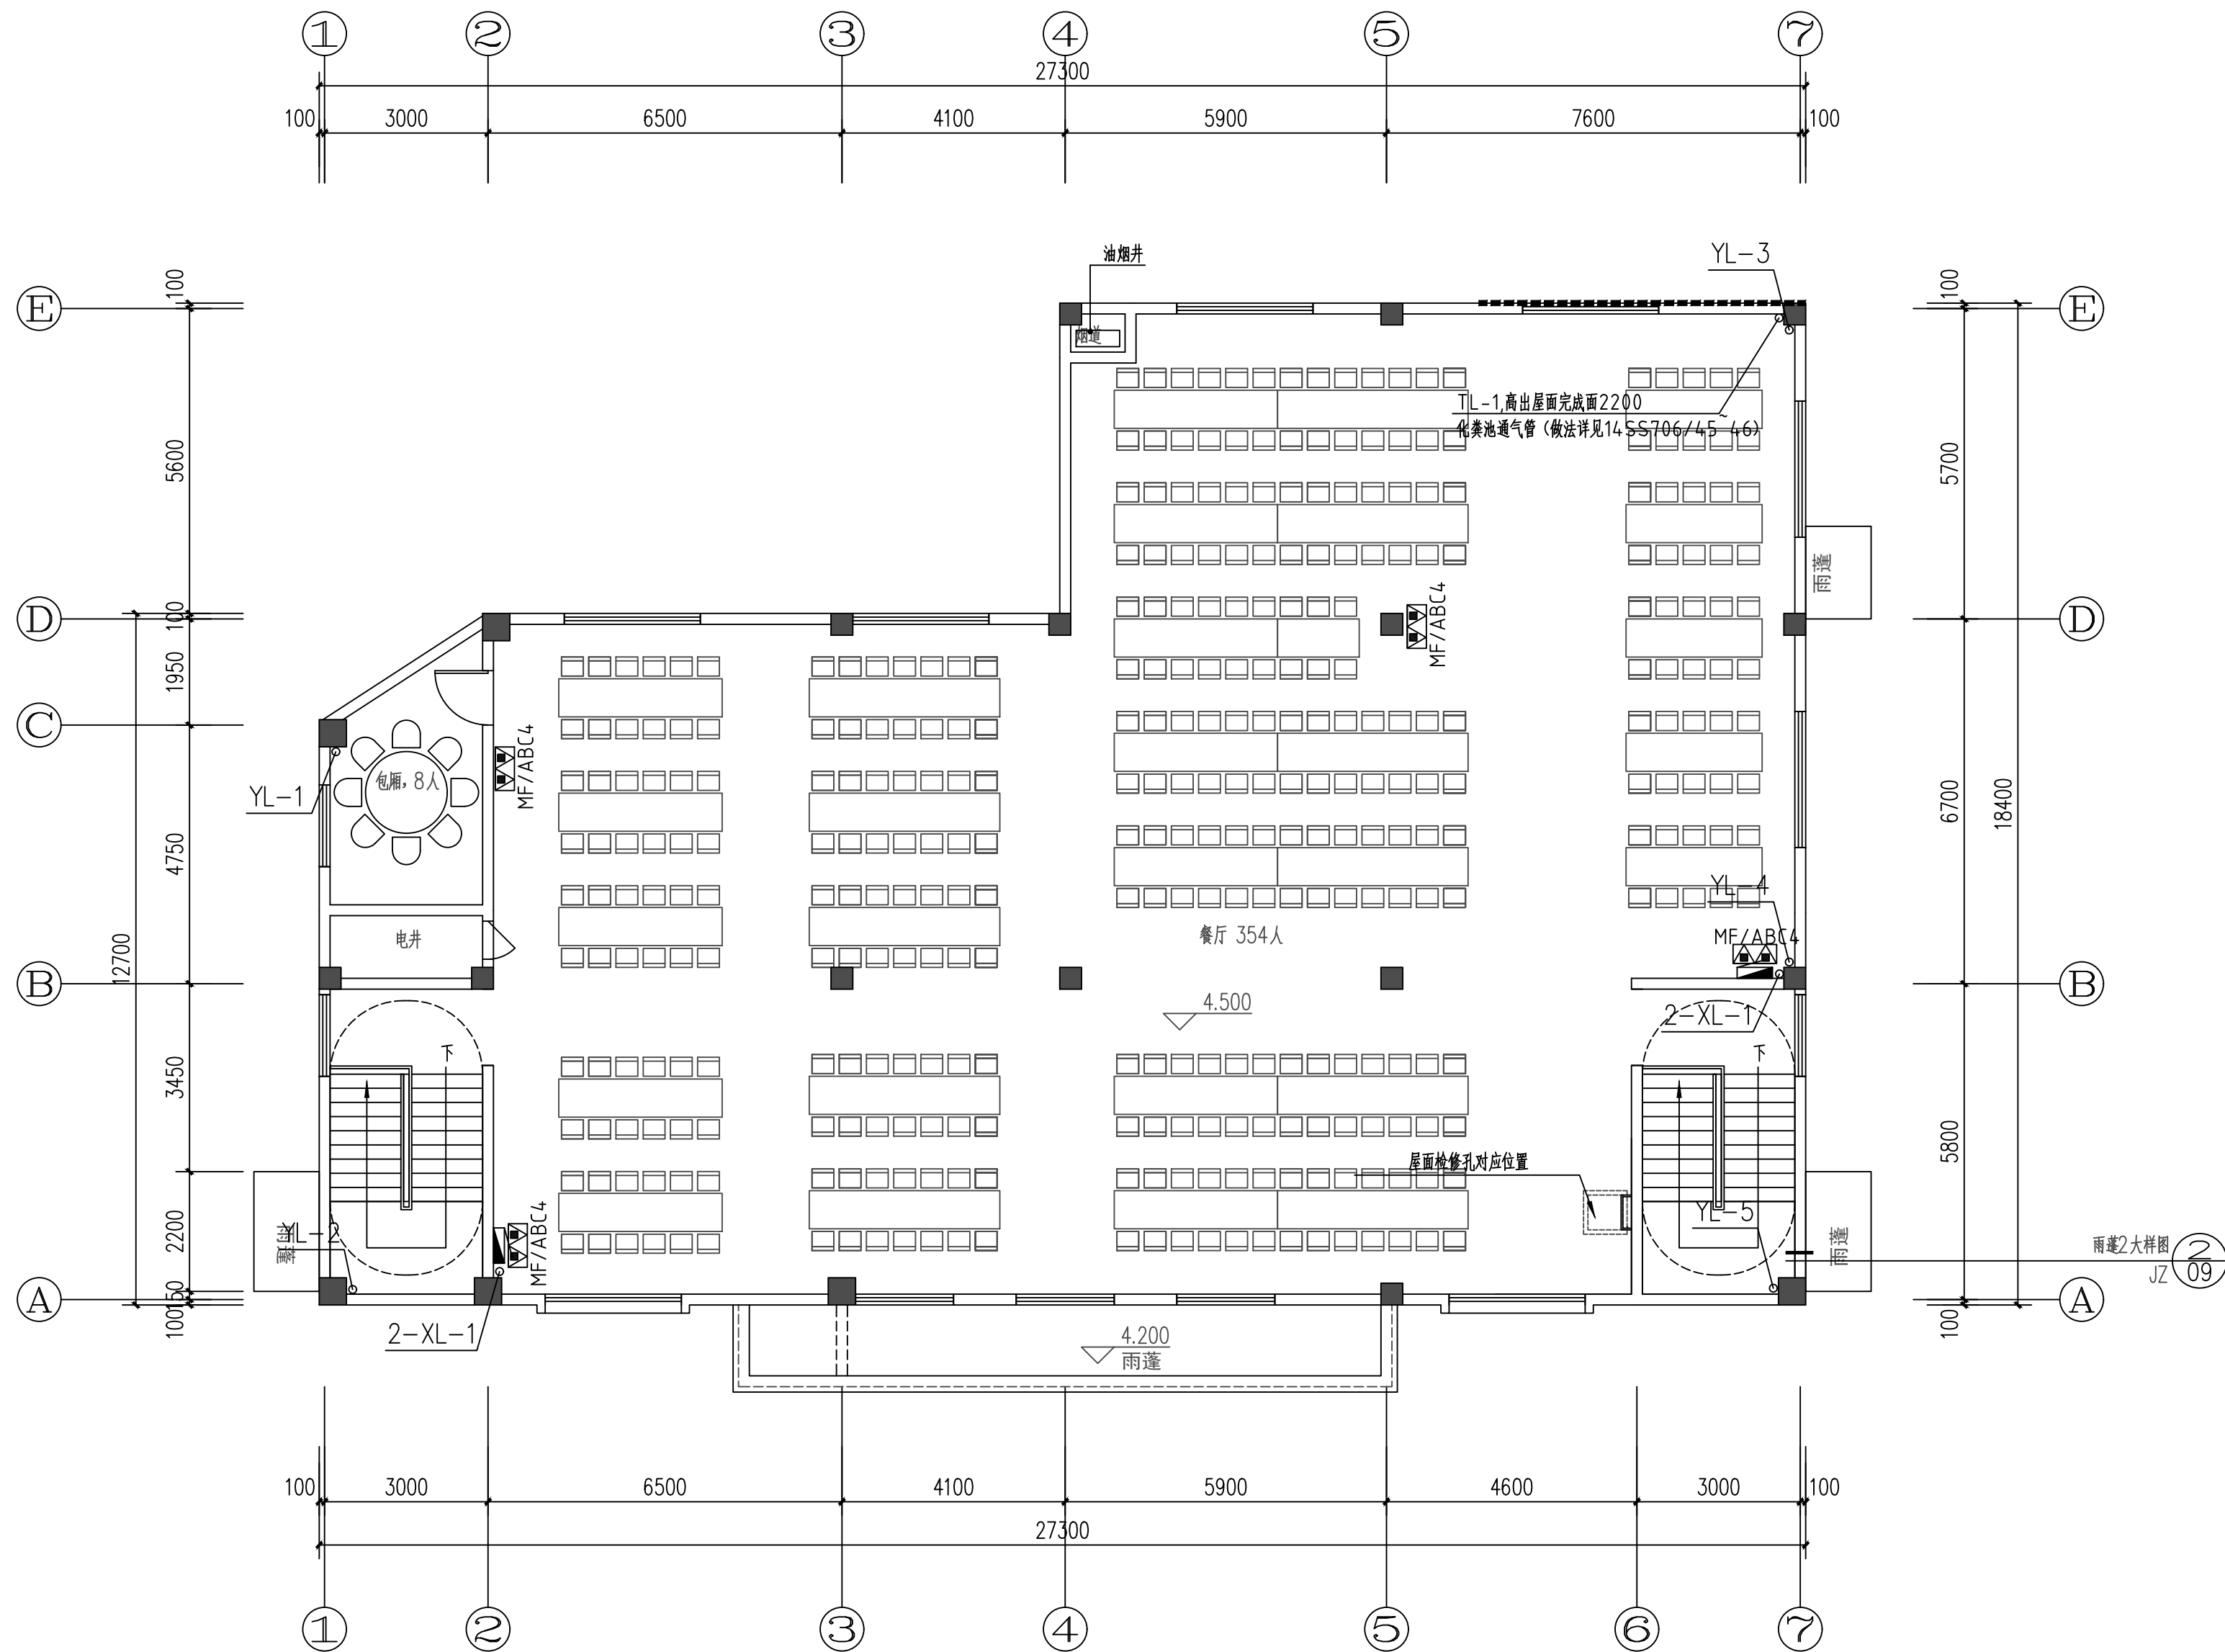 1 2 3 4 5 7
27300
100 3000 6500 4100 5900 7600 100
油烟井
YL-3
E
100
100
E
烟道
TL-1,高出屋面完成面2200
化粪池通气管（做法详见14SS706/45~46）
5600
5700
雨蓬
MF/ABC4
D
100
D
1950
C
MF/ABC4
包厢，8人
YL-1
4750
6700
18400
12700
YL-4
电井
餐厅 354人
MF/ABC4
B
B
4.500
2-XL-1
下
下
3450
5800
屋面检修孔对应位置
2200
雨蓬
YL-2
MF/ABC4
YL-5
雨蓬
雨蓬2大样图
JZ
2
09
A
150
100
100
A
2-XL-1
4.200
雨蓬
100 3000 6500 4100 5900 4600 3000 100
27300
1 2 3 4 5 6 7